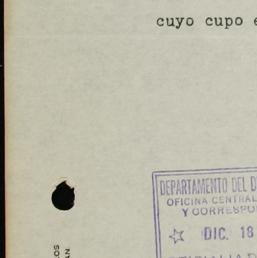 cuyo cupo
DEPARTAMENTO DEL D
OFICINA CENTRAL
Y CORRESPO
DIC. 18